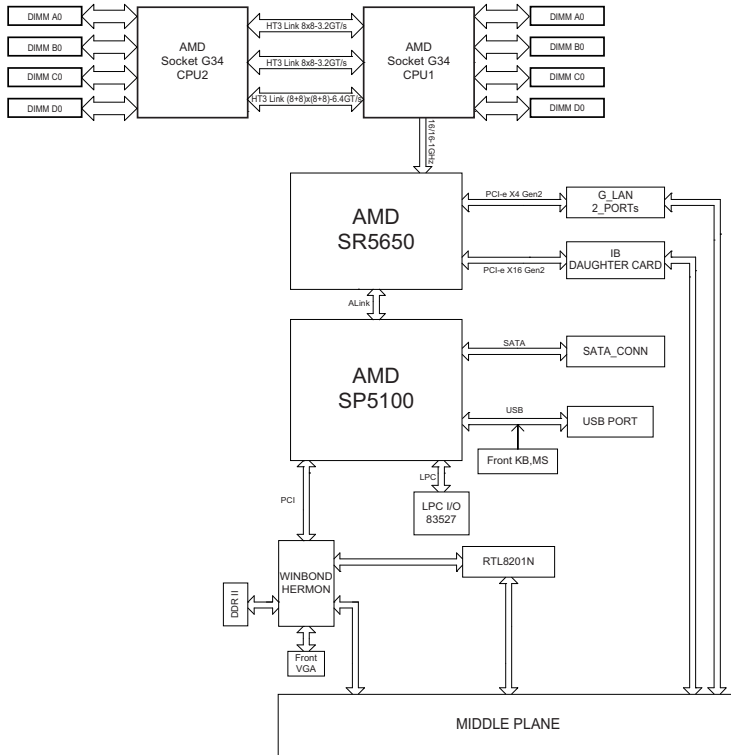 DIMM A0
DIMM B0
DIMM C0
DIMM D0
AMD
Socket G34
CPU2
HT3 Link 8x8-3.2GT/s
HT3 Link 8x8-3.2GT/s
HT3 Link (8+8)x(8+8)-6.4GT/s
AMD
Socket G34
CPU1
DIMM A0
DIMM B0
DIMM C0
DIMM D0
16/16-1GHz
AMD
SR5650
PCI-e X4 Gen2
G_LAN
2_PORTs
PCI-e X16 Gen2
IB
DAUGHTER CARD
ALink
AMD
SP5100
SATA
SATA_CONN
USB
USB PORT
Front KB,MS
PCI
LPC
LPC I/O
83527
WINBOND
HERMON
RTL8201N
DDR II
Front
VGA
MIDDLE PLANE